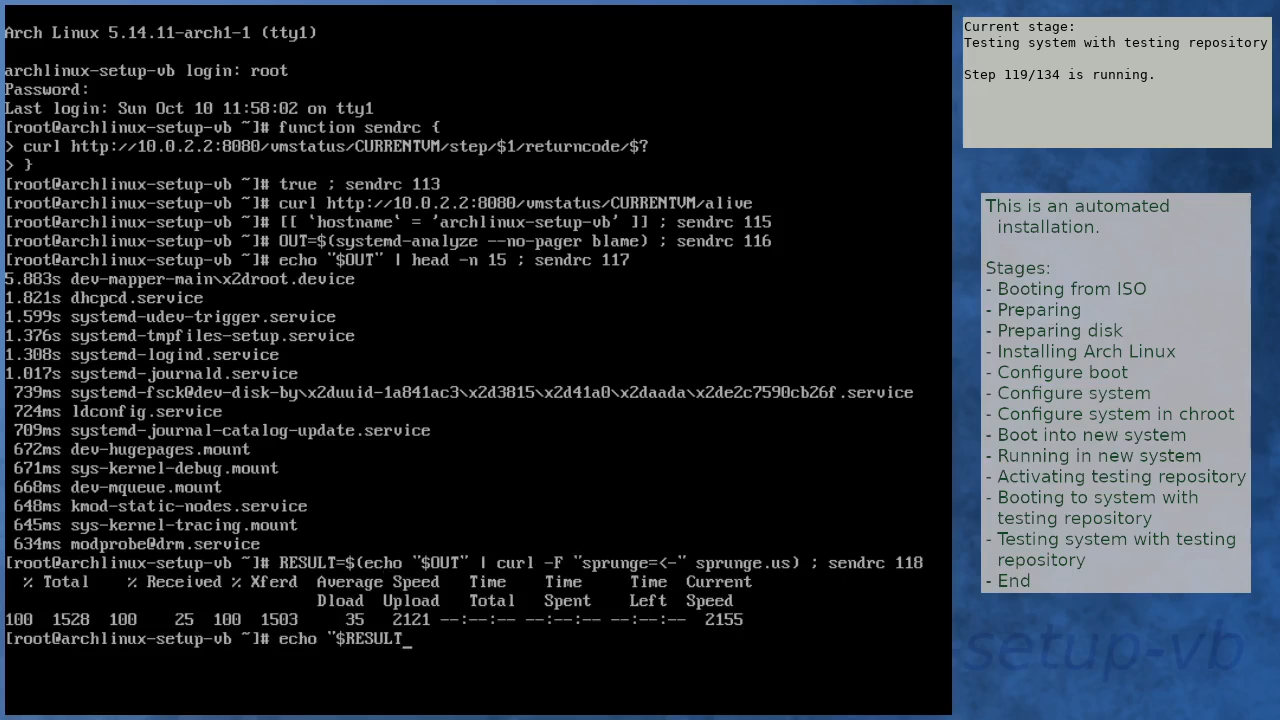 Arch Linux 5.14.11-arch1-1 (tty1)
archlinux-setup-vb login: root
Password:
Last login: Sun Oct 10 11:58:02 on tty1
[root@archlinux-setup-vb ~]# function sendrc {
> curl http://10.0.2.2:8080/vmstatus/CURRENTVM/step/$1/returncode/$?
> }
[root@archlinux-setup-vb ~]# true ; sendrc 113
[root@archlinux-setup-vb ~]# curl http://10.0.2.2:8080/vmstatus/CURRENTVM/alive
[root@archlinux-setup-vb ~]# [[ `hostname` = 'archlinux-setup-vb' ]] ; sendrc 115
[root@archlinux-setup-vb ~]# OUT=$(systemd-analyze --no-pager blame) ; sendrc 116
[root@archlinux-setup-vb ~]# echo "$OUT" | head -n 15 ; sendrc 117
5.883s dev-mapper-main\x2droot.device
1.821s dhcpcd.service
1.599s systemd-udev-trigger.service
1.376s systemd-tmpfiles-setup.service
1.308s systemd-logind.service
1.017s systemd-journald.service
739ms systemd-fsck@dev-disk-by\x2duuid-1a841ac3\x2d3815\x2d41a0\x2daada\x2de2c7590cb26f.service
724ms ldconfig.service
709ms systemd-journal-catalog-update.service
672ms dev-hugepages.mount
671ms sys-kernel-debug.mount
668ms dev-mqueue.mount
648ms kmod-static-nodes.service
645ms sys-kernel-tracing.mount
634ms modprobe@drm.service
[root@archlinux-setup-vb ~]# RESULT=$(echo "$OUT" | curl -F "sprunge=<-" sprunge.us) ; sendrc 118
% Total % Received % Xferd Average Speed Time Time Time Current
Dload Upload Total Spent Left Speed
100 1528 100 25 100 1503 35 2121 --:--:-- --:--:-- --:--:-- 2155
[root@archlinux-setup-vb ~]# echo "$RESULT_
Current stage:
Testing system with testing repository
Step 119/134 is running.
This is an automated
installation.
Stages:
- Booting from ISO
- Preparing
- Preparing disk
- Installing Arch Linux
- Configure boot
- Configure system
- Configure system in chroot
- Boot into new system
- Running in new system
- Activating testing repository
- Booting to system with
testing repository
- Testing system with testing
repository
- End
setup-vb